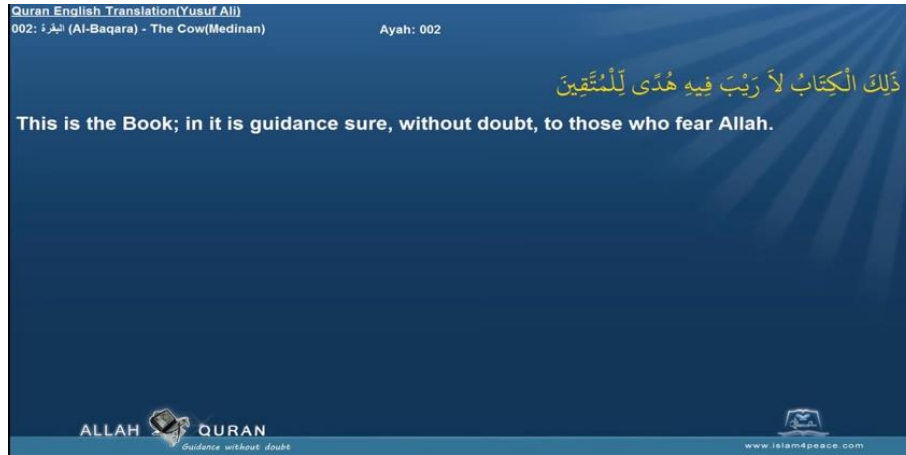 Quran English Translation(Yusuf Ali)
002: البقرة (Al-Baqara) - The Cow(Medinan) Ayah: 002
ذَلِكَ الْكِتَابُ لاَ رَيْبَ فِيهِ هُدًى لِّلْمُتَّقِينَ
This is the Book; in it is guidance sure, without doubt, to those who fear Allah.
ALLAH QURAN
Guidance without doubt
www.islam4peace.com